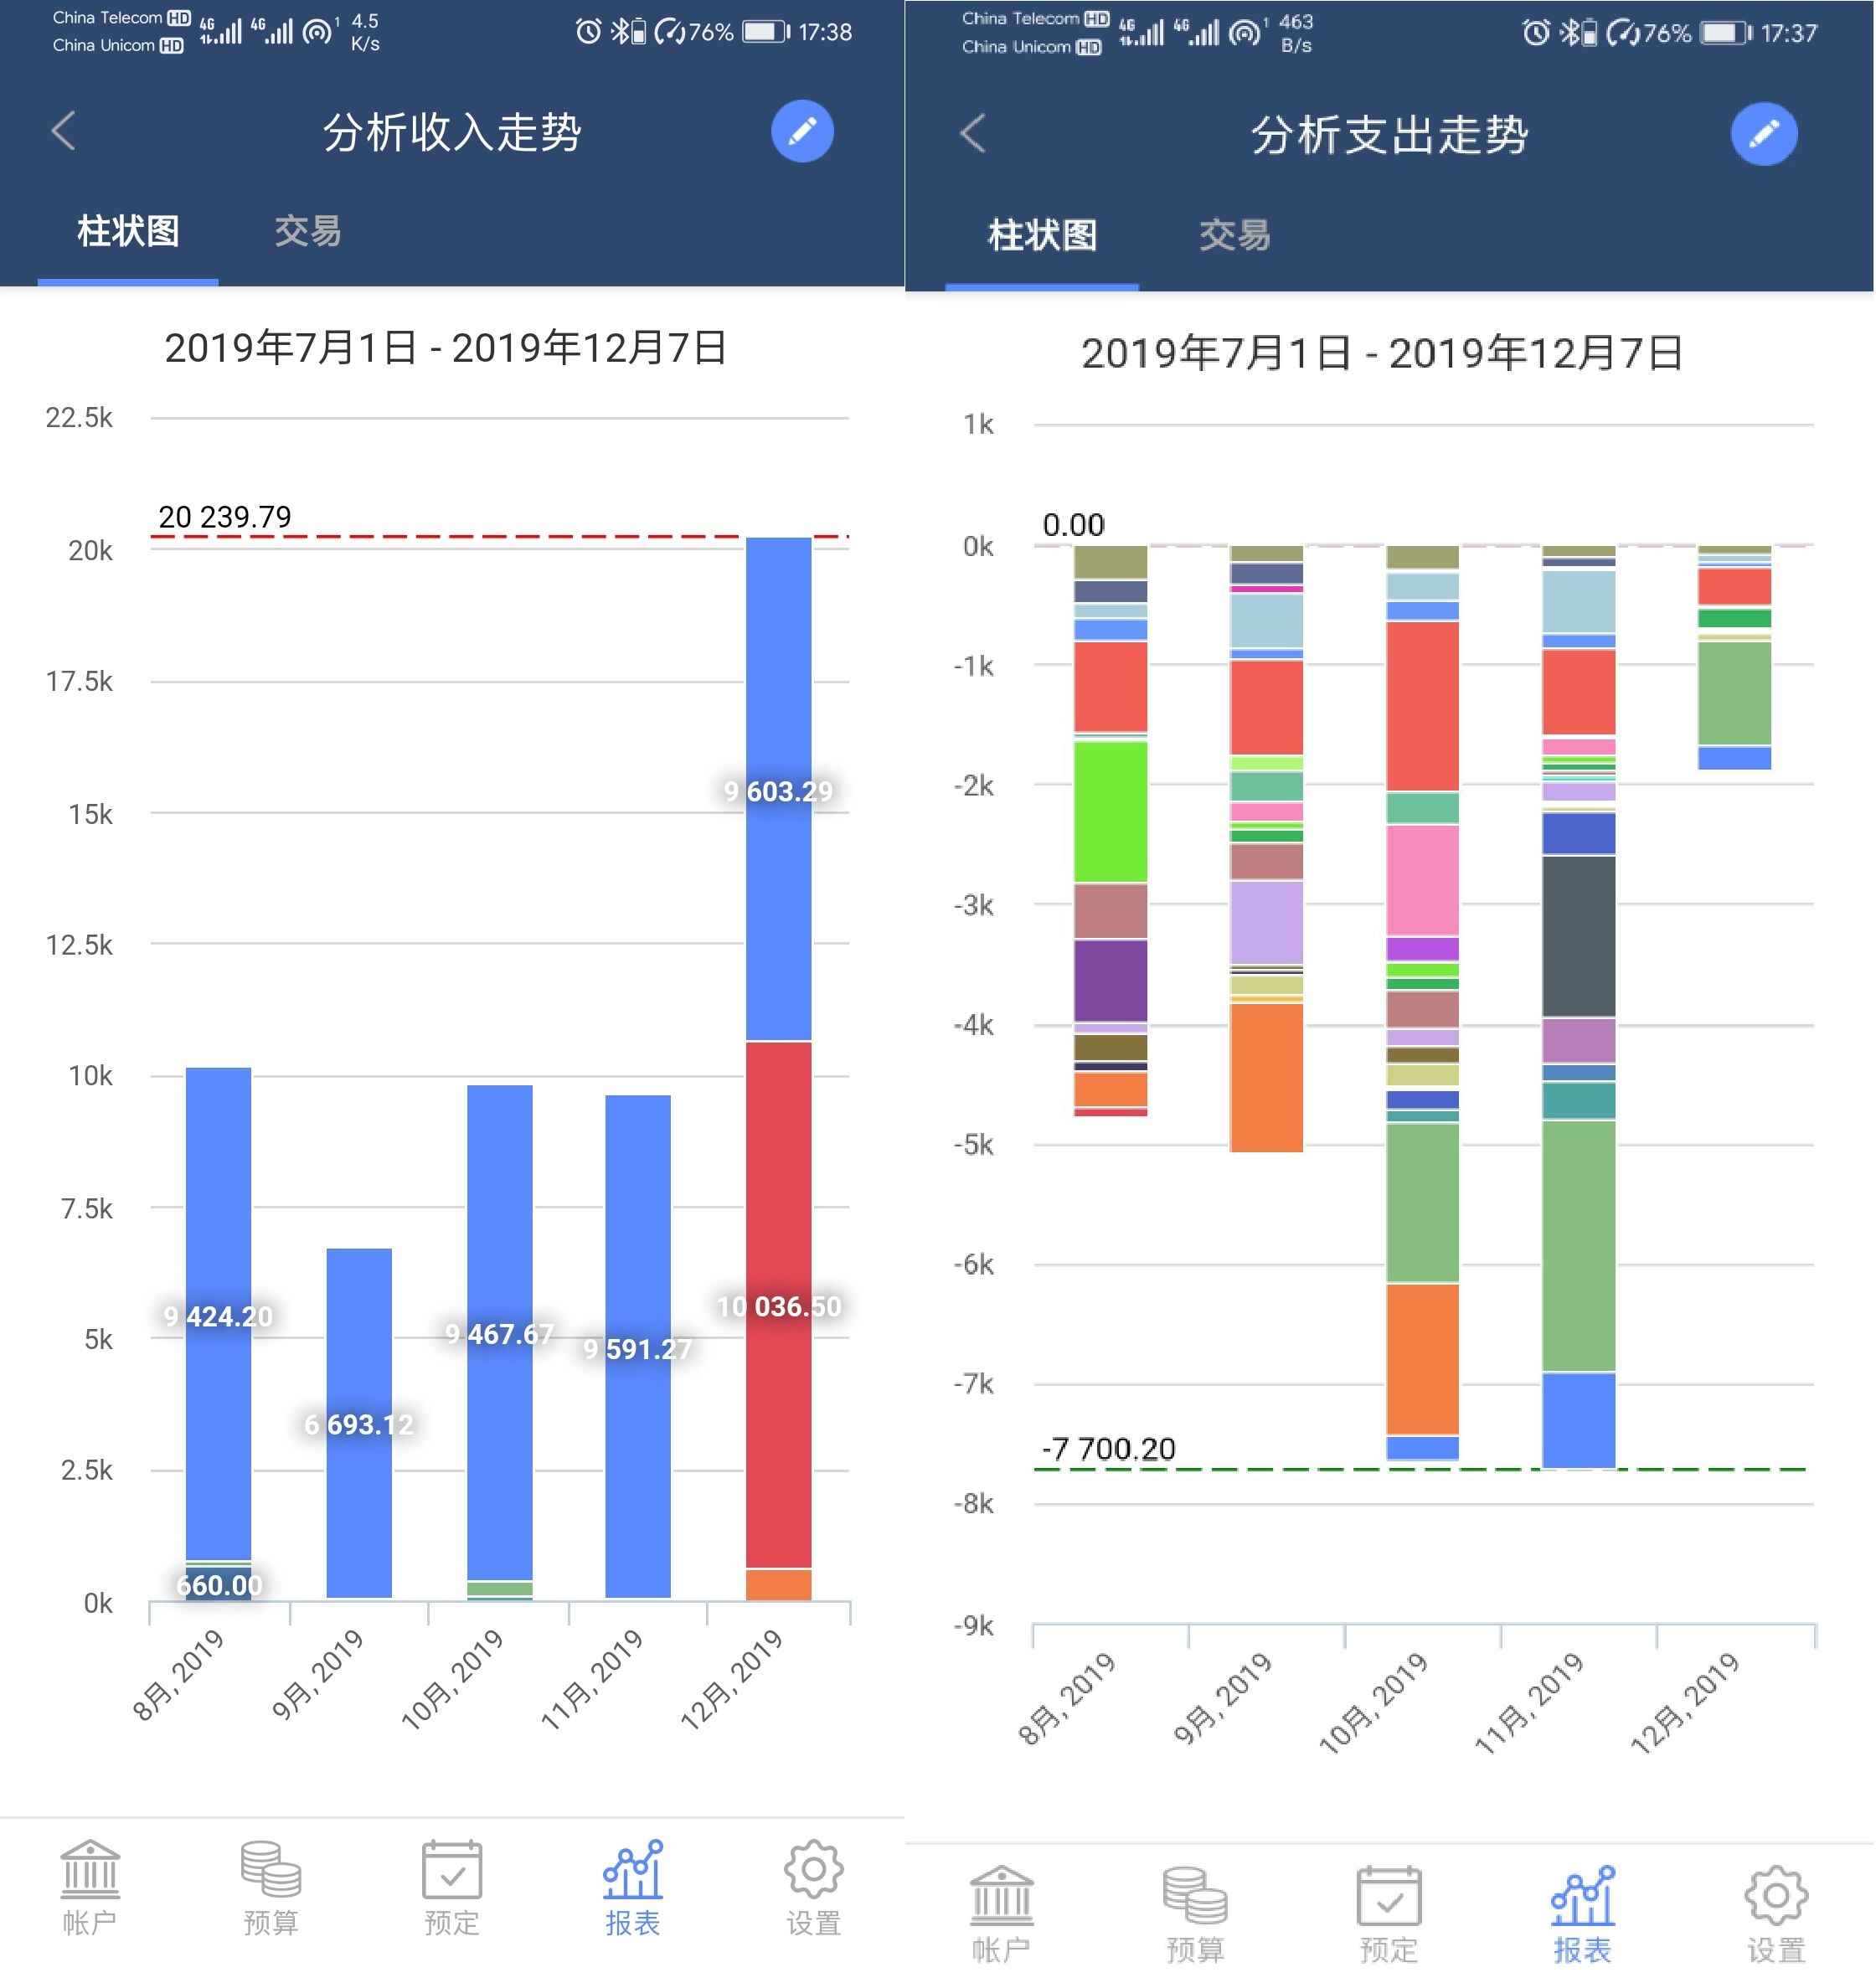 China Telecom HD 4G 4G 1 4.5 76% 17:38
China Unicom HD K/s
分析收入走势
柱状图 交易
2019年7月1日 - 2019年12月7日
22.5k
20 239.79
20k
17.5k
15k
9 603.29
12.5k
10k
7.5k
10 036.50
9 424.20
5k
9 467.67
9 591.27
6 693.12
2.5k
660.00
0k
8月, 2019 9月, 2019 10月, 2019 11月, 2019 12月, 2019
帐户 预算 预定 报表 设置
China Telecom HD 4G 4G 1 463 76% 17:37
China Unicom HD B/s
分析支出走势
柱状图 交易
2019年7月1日 - 2019年12月7日
1k
0.00
0k
-1k
-2k
-3k
-4k
-5k
-6k
-7k
-7 700.20
-8k
-9k
8月, 2019 9月, 2019 10月, 2019 11月, 2019 12月, 2019
帐户 预算 预定 报表 设置